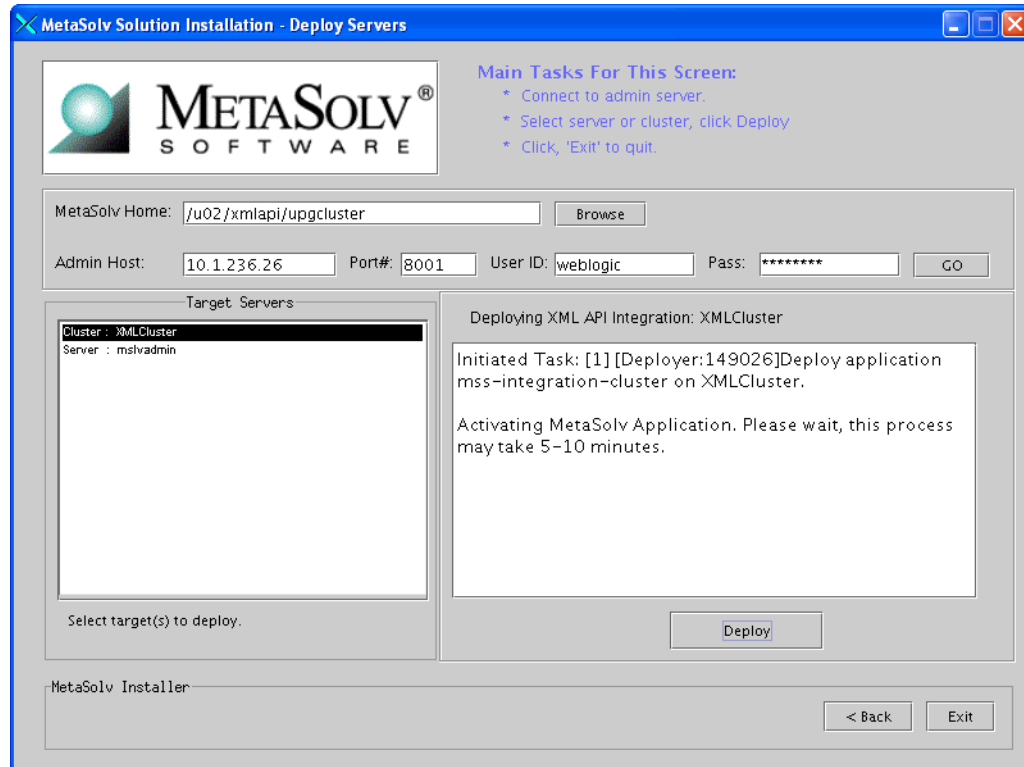 MetaSolv Solution Installation - Deploy Servers
METASOLV®
SOFTWARE
Main Tasks For This Screen:
* Connect to admin server.
* Select server or cluster, click Deploy
* Click, 'Exit' to quit.
MetaSolv Home: /u02/xmlapi/upgcluster Browse
Admin Host: 10.1.236.26 Port#: 8001 User ID: weblogic Pass: ******** GO
Target Servers
Cluster : XMLCluster
Server : mslvadmin
Select target(s) to deploy.
Deploying XML API Integration: XMLCluster
Initiated Task: [1] [Deployer:149026]Deploy application
mss-integration-cluster on XMLCluster.
Activating MetaSolv Application. Please wait, this process
may take 5-10 minutes.
Deploy
MetaSolv Installer
< Back Exit